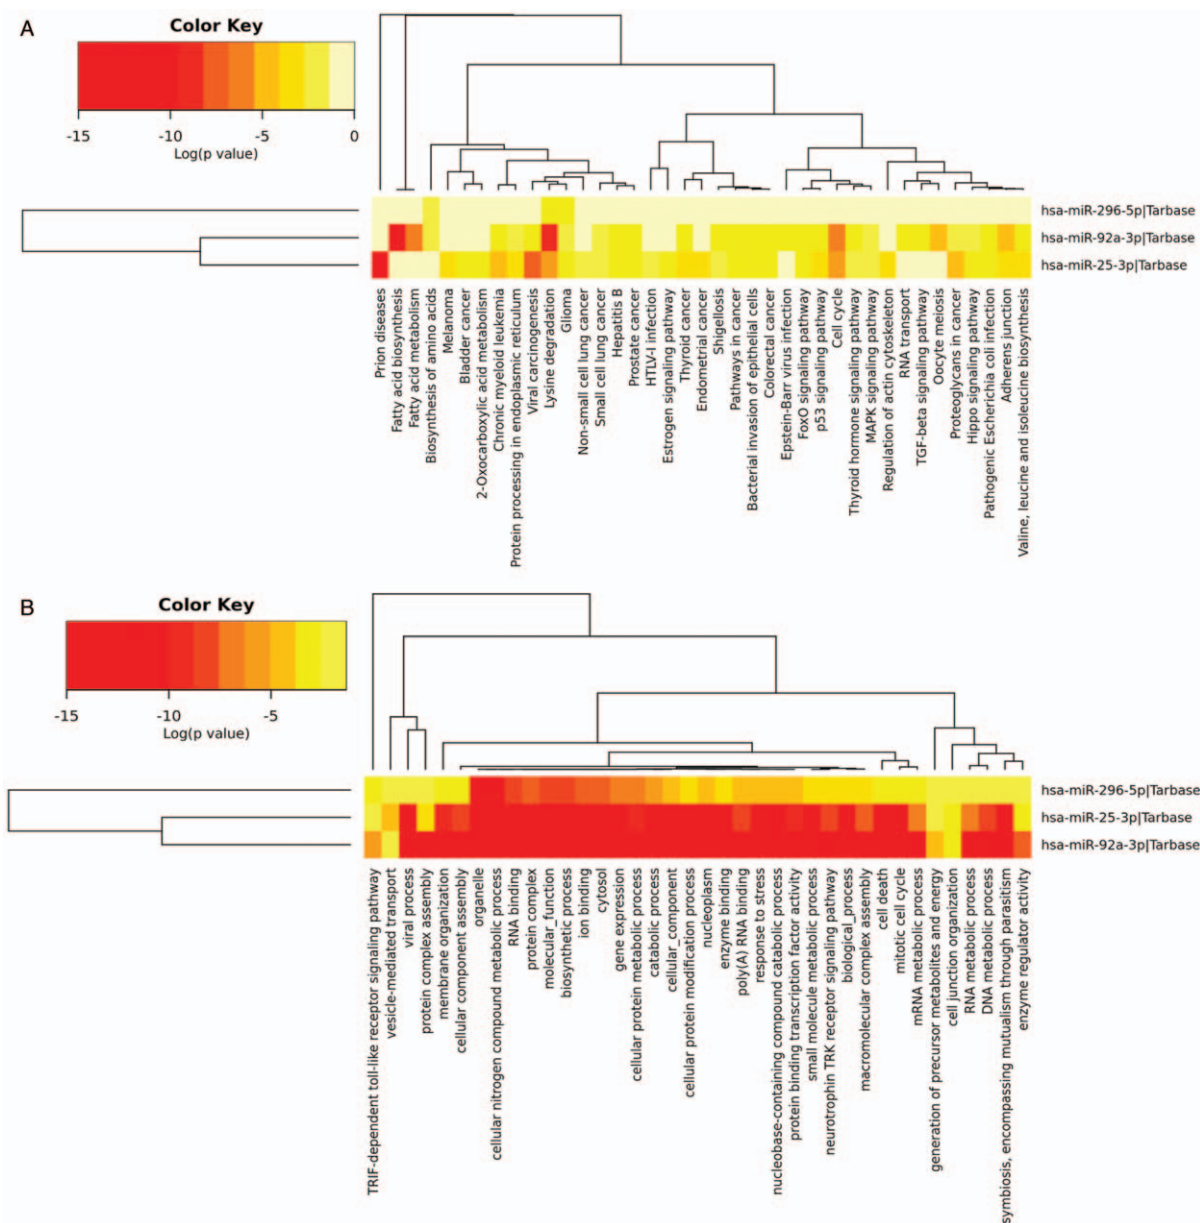 A
Color Key
-15
-10
-5
0
Log(p value)
hsa-miR-296-5p|Tarbase
hsa-miR-92a-3p|Tarbase
hsa-miR-25-3p|Tarbase
Prion diseases
Fatty acid biosynthesis
Fatty acid metabolism
Biosynthesis of amino acids
Melanoma
Bladder cancer
2-Oxocarboxylic acid metabolism
Chronic myeloid leukemia
Protein processing in endoplasmic reticulum
Viral carcinogenesis
Lysine degradation
Glioma
Non-small cell lung cancer
Small cell lung cancer
Hepatitis B
Prostate cancer
HTLV-I infection
Estrogen signaling pathway
Thyroid cancer
Endometrial cancer
Shigellosis
Pathways in cancer
Bacterial invasion of epithelial cells
Colorectal cancer
Epstein-Barr virus infection
FoxO signaling pathway
p53 signaling pathway
Cell cycle
Thyroid hormone signaling pathway
MAPK signaling pathway
Regulation of actin cytoskeleton
RNA transport
TGF-beta signaling pathway
Oocyte meiosis
Proteoglycans in cancer
Hippo signaling pathway
Pathogenic Escherichia coli infection
Adherens junction
Valine, leucine and isoleucine biosynthesis
B
Color Key
-15
-10
-5
Log(p value)
hsa-miR-296-5p|Tarbase
hsa-miR-25-3p|Tarbase
hsa-miR-92a-3p|Tarbase
TRIF-dependent toll-like receptor signaling pathway
vesicle-mediated transport
viral process
protein complex assembly
membrane organization
cellular component assembly
organelle
cellular nitrogen compound metabolic process
RNA binding
protein complex
molecular_function
biosynthetic process
ion binding
cytosol
gene expression
cellular protein metabolic process
catabolic process
cellular_component
cellular protein modification process
nucleoplasm
enzyme binding
poly(A) RNA binding
response to stress
nucleobase-containing compound catabolic process
protein binding transcription factor activity
small molecule metabolic process
neurotrophin TRK receptor signaling pathway
biological_process
macromolecular complex assembly
cell death
mitotic cell cycle
mRNA metabolic process
generation of precursor metabolites and energy
cell junction organization
RNA metabolic process
DNA metabolic process
symbiosis, encompassing mutualism through parasitism
enzyme regulator activity